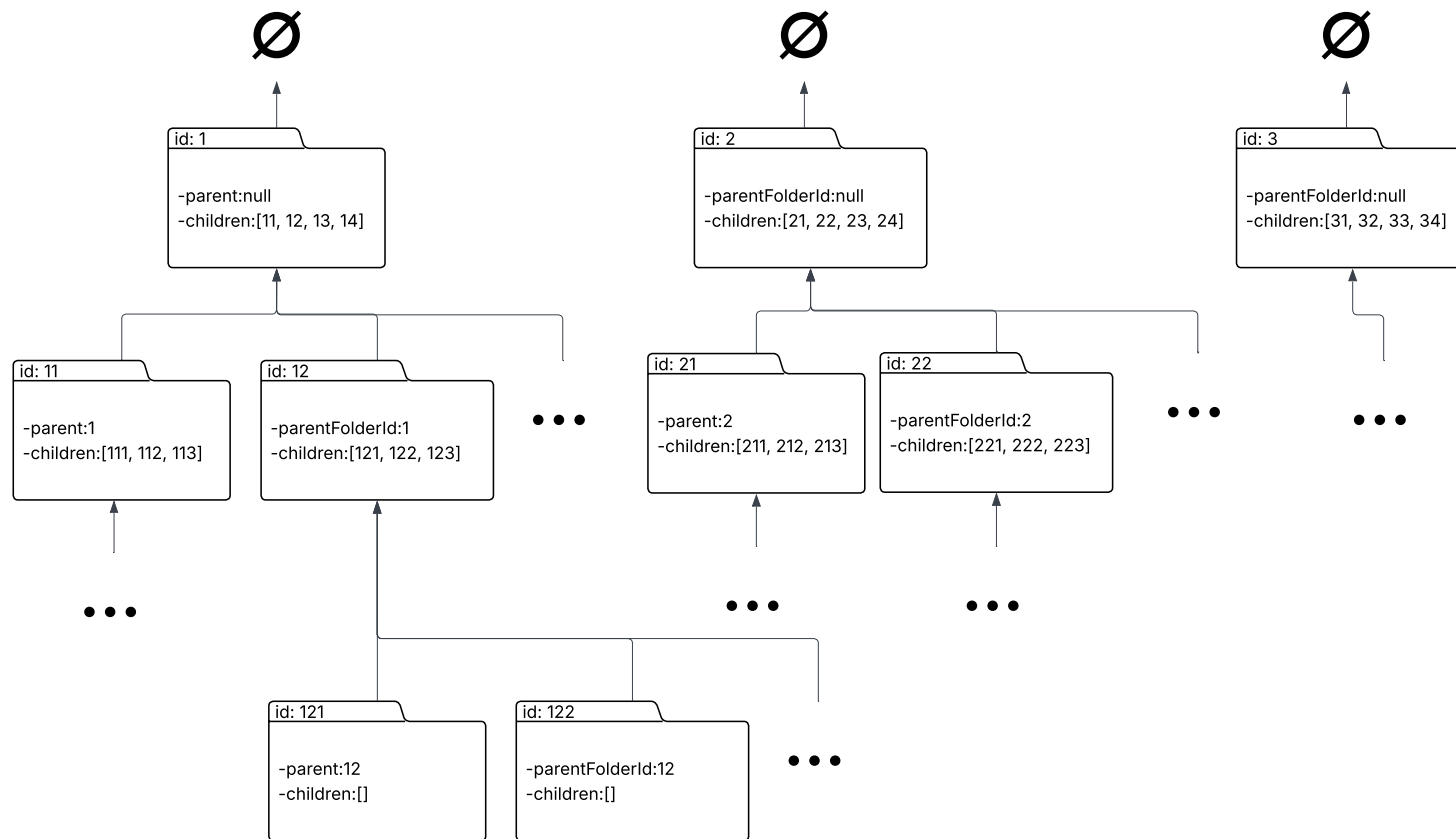 id: 1
-parent:null
-children:[11, 12, 13, 14]
id: 2
-parentFolderId:null
-children:[21, 22, 23, 24]
id: 3
-parentFolderId:null
-children:[31, 32, 33, 34]
id: 11
-parent:1
-children:[111, 112, 113]
id: 12
-parentFolderId:1
-children:[121, 122, 123]
id: 21
-parent:2
-children:[211, 212, 213]
id: 22
-parentFolderId:2
-children:[221, 222, 223]
id: 121
-parent:12
-children:[]
id: 122
-parentFolderId:12
-children:[]